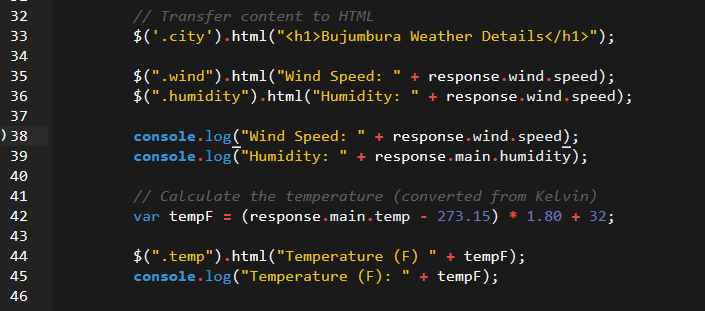 32 // Transfer content to HTML
33 $('.city').html("<h1>Bujumbura Weather Details</h1>");
34
35 $(".wind").html("Wind Speed: " + response.wind.speed);
36 $(".humidity").html("Humidity: " + response.wind.speed);
37
)38 console.log("Wind Speed: " + response.wind.speed);
39 console.log("Humidity: " + response.main.humidity);
40
41 // Calculate the temperature (converted from Kelvin)
42 var tempF = (response.main.temp - 273.15) * 1.80 + 32;
43
44 $(".temp").html("Temperature (F) " + tempF);
45 console.log("Temperature (F): " + tempF);
46